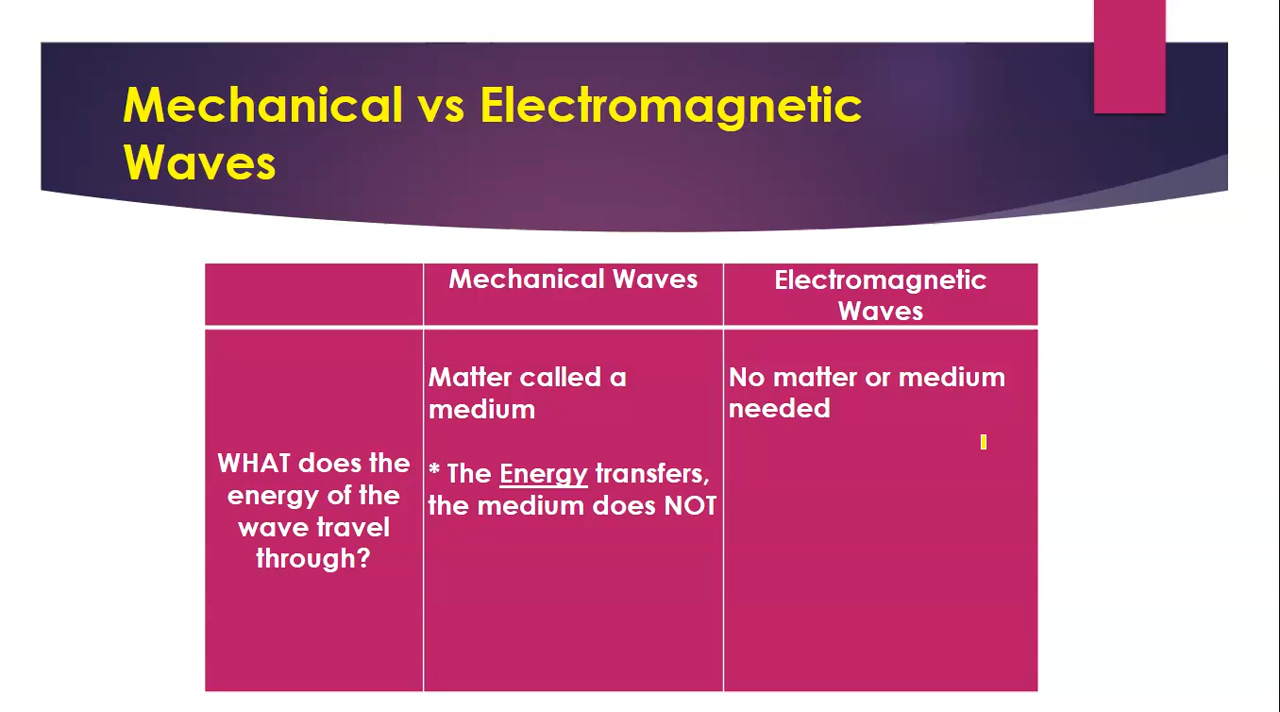 Mechanical vs Electromagnetic
Waves
Mechanical Waves
Electromagnetic
Waves
WHAT does the
energy of the
wave travel
through?
Matter called a
medium
* The Energy transfers,
the medium does NOT
No matter or medium
needed